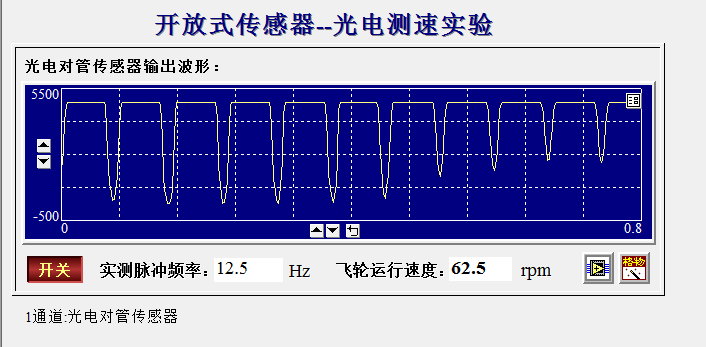 开放式传感器--光电测速实验
光电对管传感器输出波形：
5500
-500
0
0.8
开关 实测脉冲频率： 12.5 Hz 飞轮运行速度： 62.5 rpm 格物
1通道:光电对管传感器